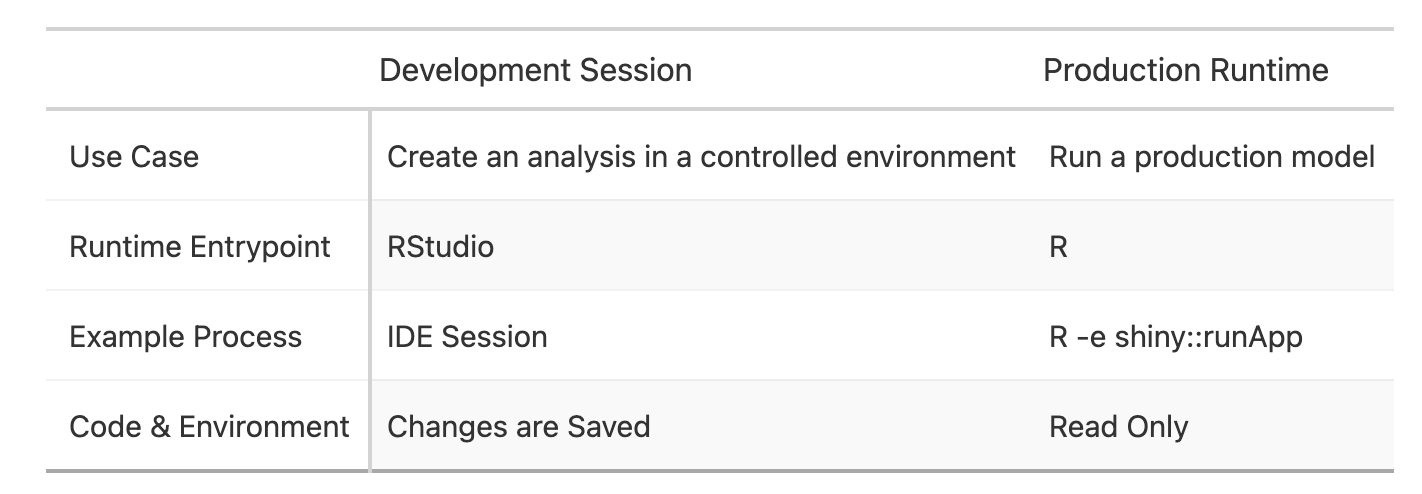 Development Session Production Runtime
Use Case Create an analysis in a controlled environment Run a production model
Runtime Entrypoint RStudio R
Example Process IDE Session R -e shiny::runApp
Code & Environment Changes are Saved Read Only